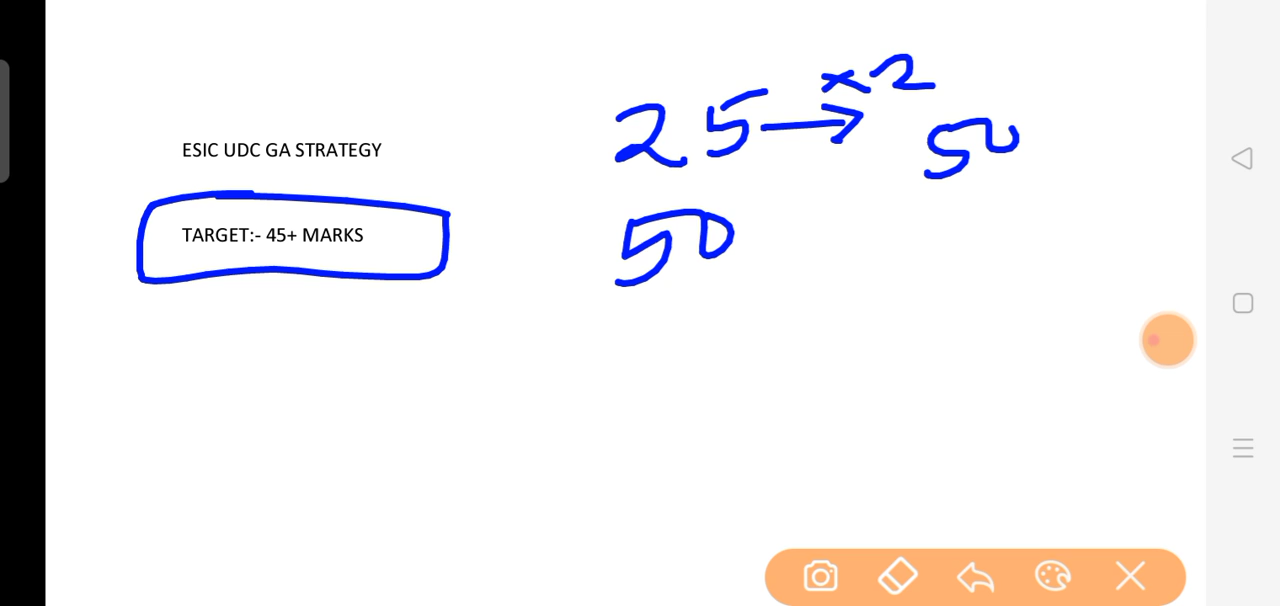 ESIC UDC GA STRATEGY
TARGET:- 45+ MARKS
25 → ×2 50
50